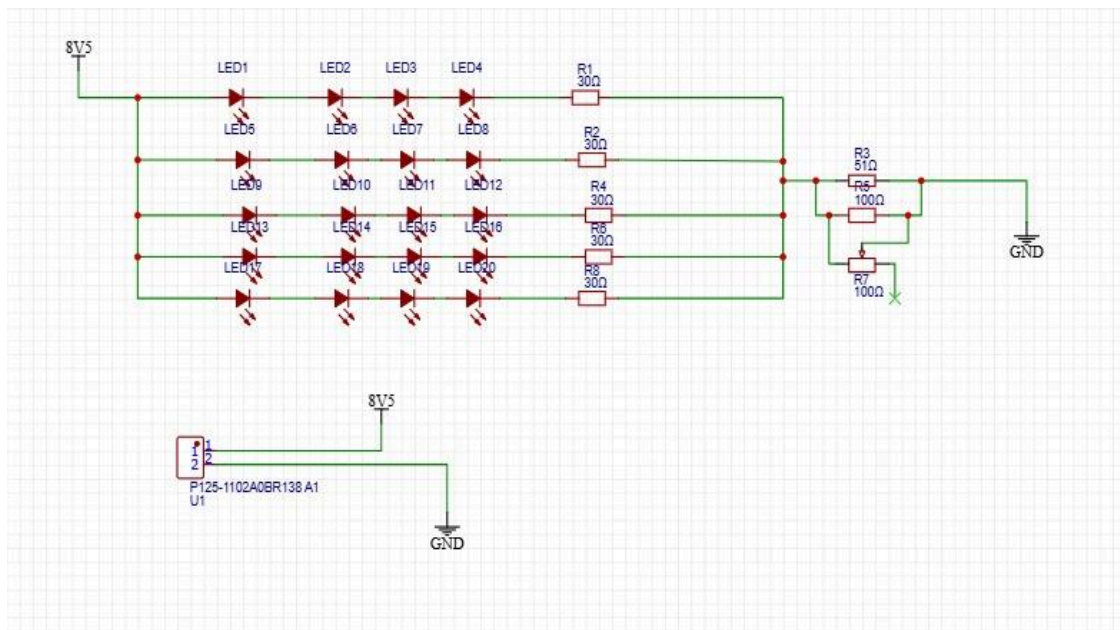 8V5
LED1 LED2 LED3 LED4 R1
30Ω
LED5 LED6 LED7 LED8 R2
30Ω
R3
51Ω
LED9 LED10 LED11 LED12 R4
30Ω
R5
100Ω
LED13 LED14 LED15 LED16 R6
30Ω
GND
LED17 LED18 LED19 LED20 R8
30Ω
R7
100Ω
8V5
1 1
2 2
P125-1102A0BR138 A1
U1
GND